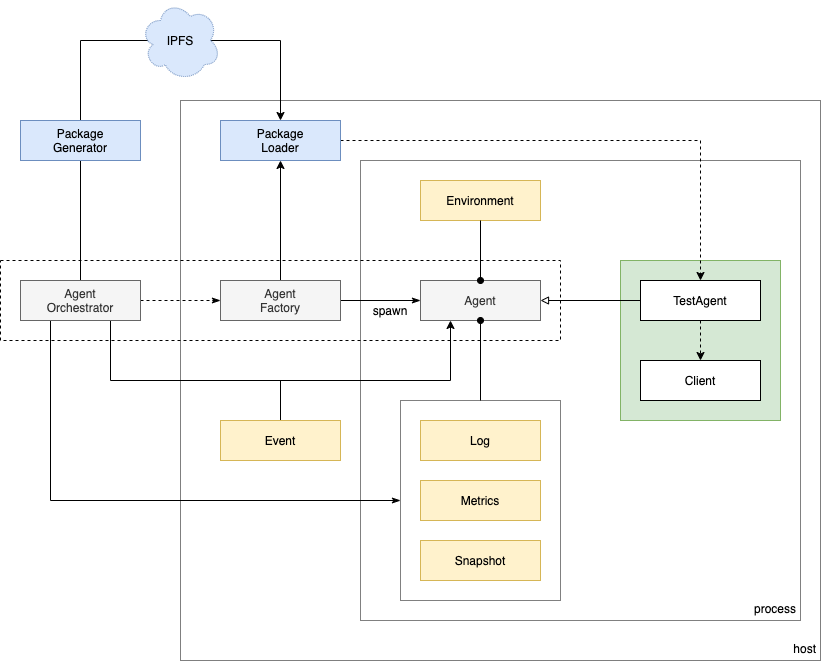 IPFS
Package
Generator
Package
Loader
Environment
Agent
Orchestrator
Agent
Factory
spawn
Agent
TestAgent
Client
Event
Log
Metrics
Snapshot
process
host